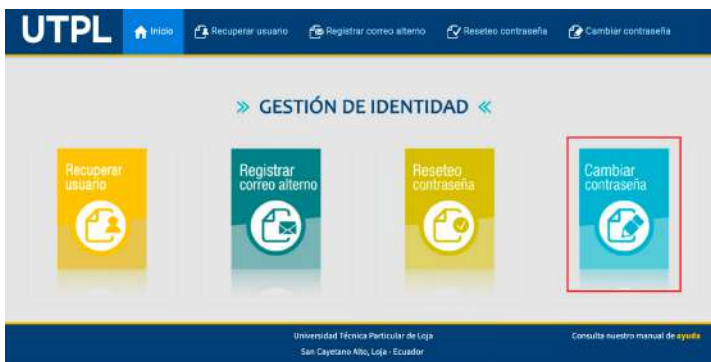 UTPL Inicio Recuperar usuario Registrar correo alterno Reseteo contraseña Cambiar contraseña
» GESTIÓN DE IDENTIDAD «
Recuperar
usuario
Registrar
correo alterno
Reseteo
contraseña
Cambiar
contraseña
Universidad Técnica Particular de Loja
San Cayetano Alto, Loja - Ecuador
Consulta nuestro manual de ayuda